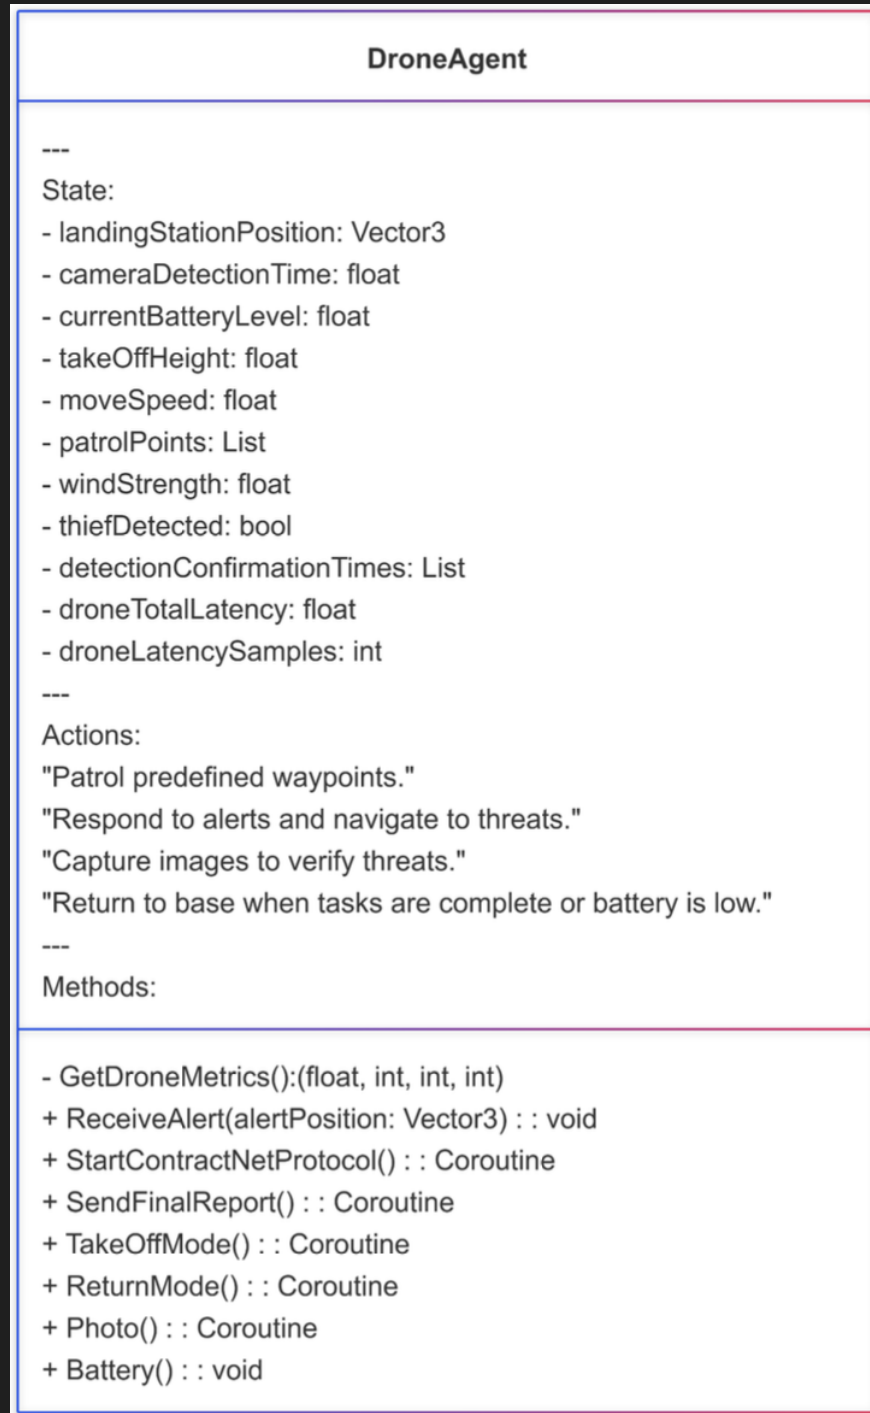 DroneAgent
---
State:
- landingStationPosition: Vector3
- cameraDetectionTime: float
- currentBatteryLevel: float
- takeOffHeight: float
- moveSpeed: float
- patrolPoints: List
- windStrength: float
- thiefDetected: bool
- detectionConfirmationTimes: List
- droneTotalLatency: float
- droneLatencySamples: int
---
Actions:
"Patrol predefined waypoints."
"Respond to alerts and navigate to threats."
"Capture images to verify threats."
"Return to base when tasks are complete or battery is low."
---
Methods:
- GetDroneMetrics():(float, int, int, int)
+ ReceiveAlert(alertPosition: Vector3) : : void
+ StartContractNetProtocol() : : Coroutine
+ SendFinalReport() : : Coroutine
+ TakeOffMode() : : Coroutine
+ ReturnMode() : : Coroutine
+ Photo() : : Coroutine
+ Battery() : : void